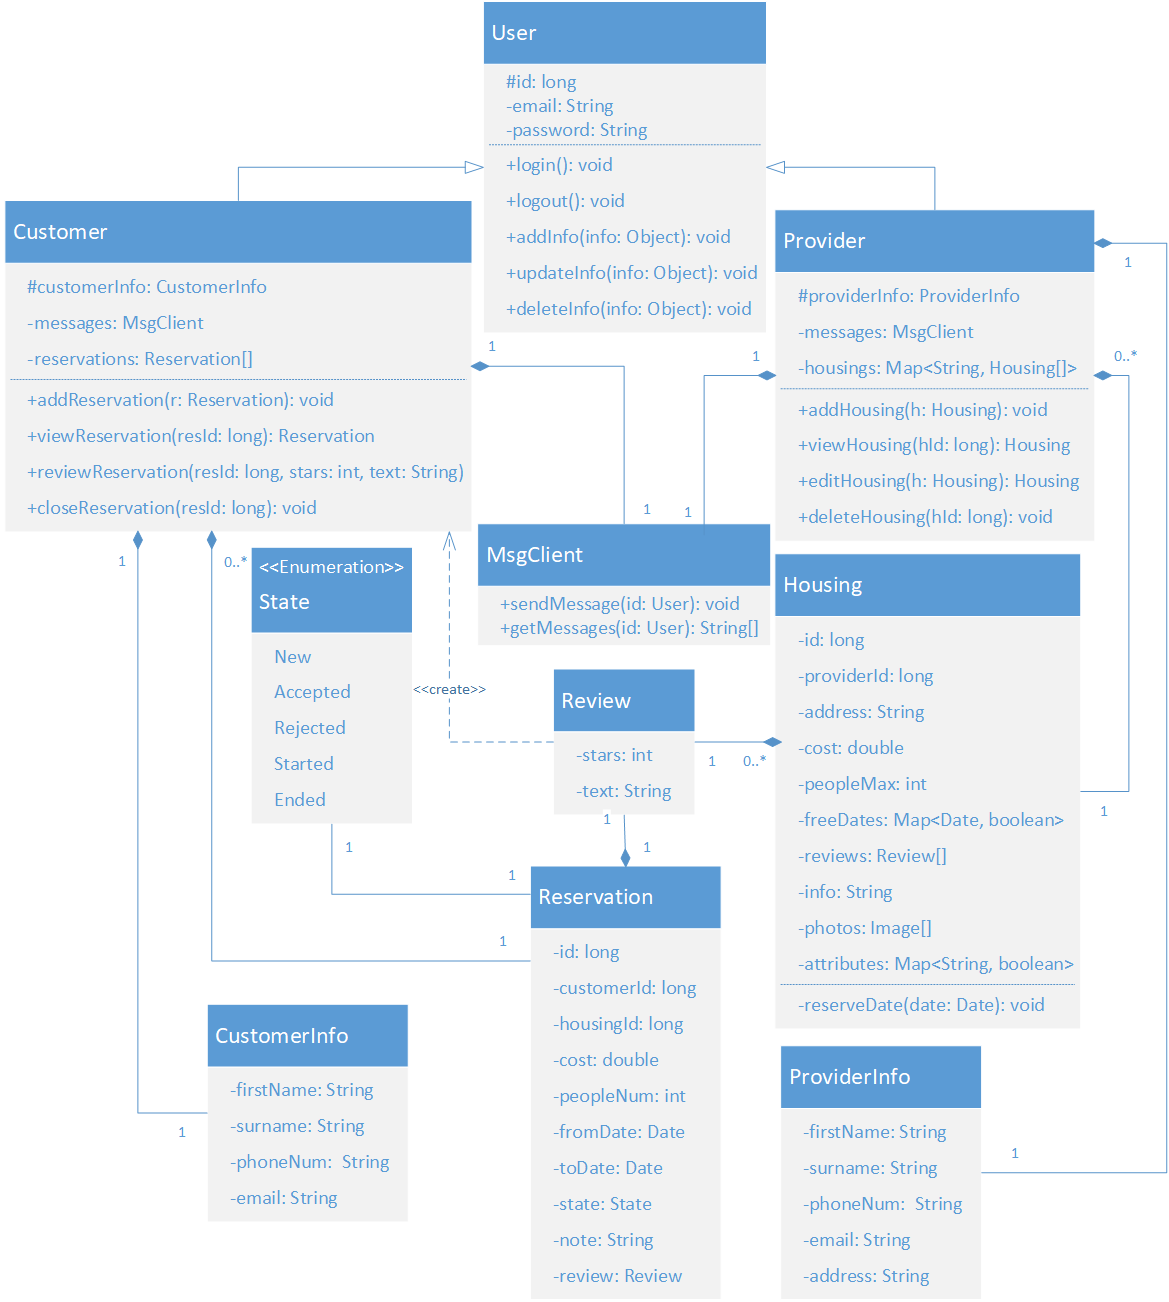 User
#id: long
-email: String
-password: String
+login(): void
+logout(): void
+addInfo(info: Object): void
+updateInfo(info: Object): void
+deleteInfo(info: Object): void
Customer
#customerInfo: CustomerInfo
-messages: MsgClient
-reservations: Reservation[]
+addReservation(r: Reservation): void
+viewReservation(resId: long): Reservation
+reviewReservation(resId: long, stars: int, text: String)
+closeReservation(resId: long): void
Provider
#providerInfo: ProviderInfo
-messages: MsgClient
-housings: Map<String, Housing[]>
+addHousing(h: Housing): void
+viewHousing(hId: long): Housing
+editHousing(h: Housing): Housing
+deleteHousing(hId: long): void
1
1
1
0..*
1
1
1
0..*
<<Enumeration>>
State
New
Accepted
Rejected
Started
Ended
MsgClient
+sendMessage(id: User): void
+getMessages(id: User): String[]
<<create>>
Review
-stars: int
-text: String
1
0..*
Housing
-id: long
-providerId: long
-address: String
-cost: double
-peopleMax: int
-freeDates: Map<Date, boolean>
-reviews: Review[]
-info: String
-photos: Image[]
-attributes: Map<String, boolean>
-reserveDate(date: Date): void
1
1
1
1
1
1
Reservation
-id: long
-customerId: long
-housingId: long
-cost: double
-peopleNum: int
-fromDate: Date
-toDate: Date
-state: State
-note: String
-review: Review
CustomerInfo
-firstName: String
-surname: String
-phoneNum:  String
-email: String
1
ProviderInfo
-firstName: String
-surname: String
-phoneNum:  String
-email: String
-address: String
1